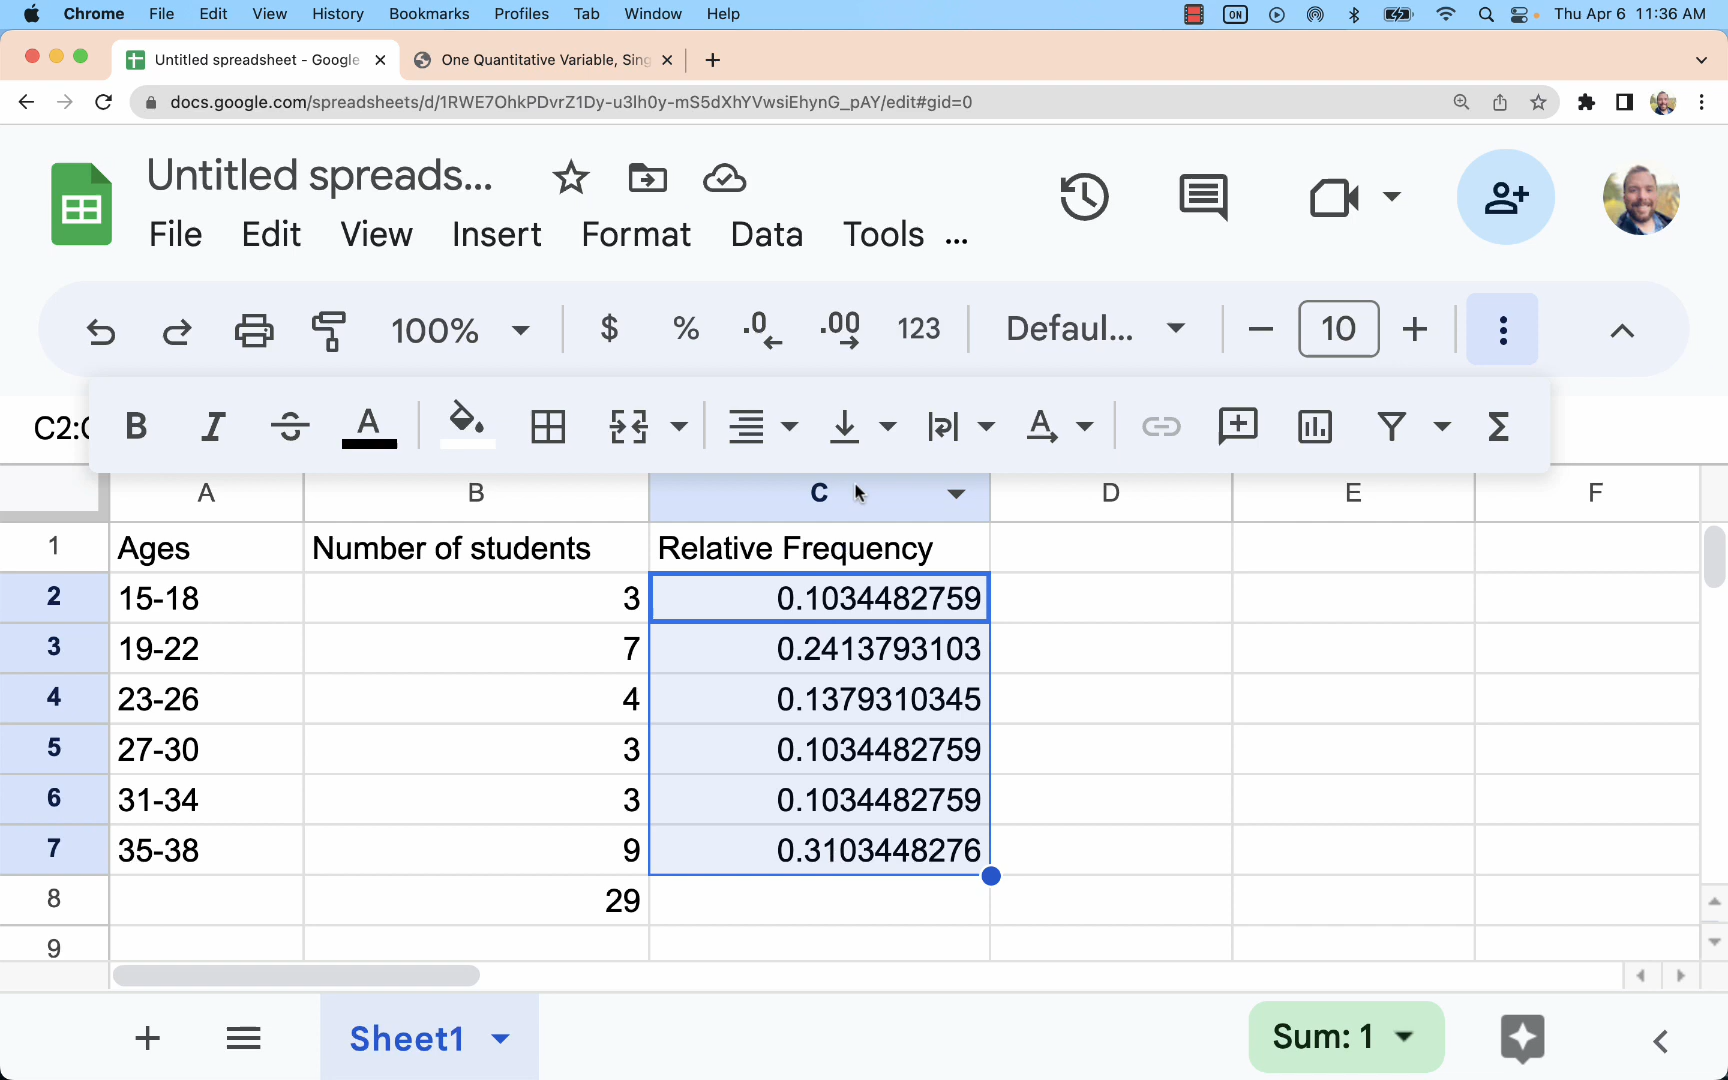 Chrome File Edit View History Bookmarks Profiles Tab Window Help ON Thu Apr 6 11:36 AM
Untitled spreadsheet - Google One Quantitative Variable, Sing
docs.google.com/spreadsheets/d/1RWE7OhkPDvrZ1Dy-u3lh0y-mS5dXhYVwsiEhynG_pAY/edit#gid=0
Untitled spreads...
File Edit View Insert Format Data Tools ...
100% $ % .0 .00 123 Defaul... 10
C2:C B I S A A Σ
A B C D E F
1 Ages Number of students Relative Frequency
2 15-18 3 0.1034482759
3 19-22 7 0.2413793103
4 23-26 4 0.1379310345
5 27-30 3 0.1034482759
6 31-34 3 0.1034482759
7 35-38 9 0.3103448276
8 29
9
Sheet1 Sum: 1